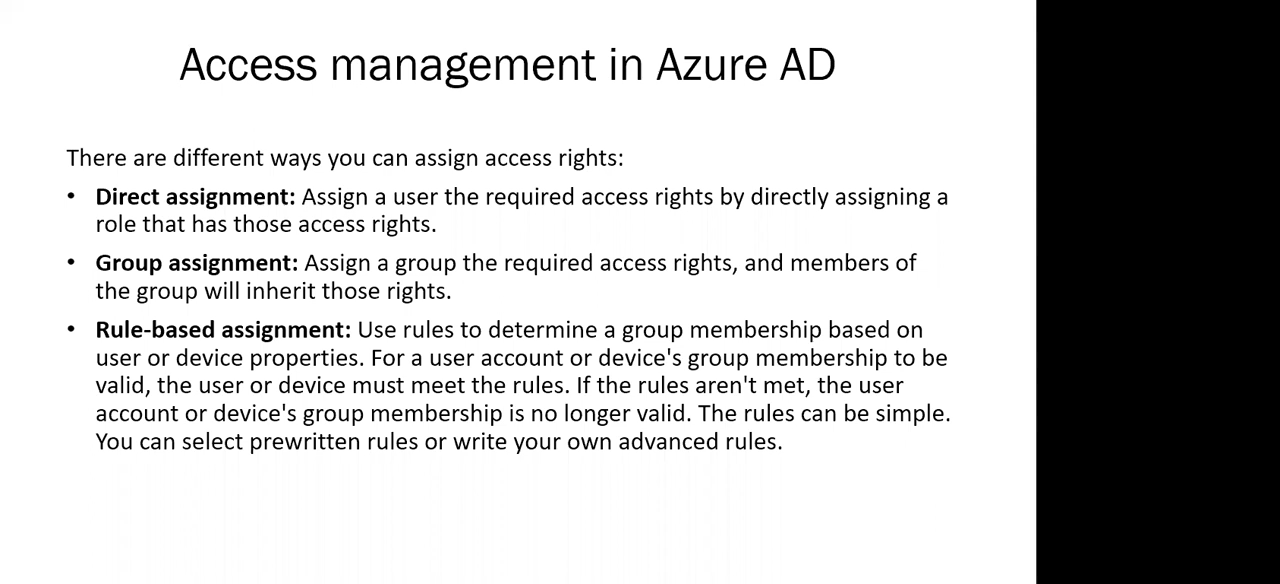 Access management in Azure AD
There are different ways you can assign access rights:
• Direct assignment: Assign a user the required access rights by directly assigning a
role that has those access rights.
• Group assignment: Assign a group the required access rights, and members of
the group will inherit those rights.
• Rule-based assignment: Use rules to determine a group membership based on
user or device properties. For a user account or device's group membership to be
valid, the user or device must meet the rules. If the rules aren't met, the user
account or device's group membership is no longer valid. The rules can be simple.
You can select prewritten rules or write your own advanced rules.